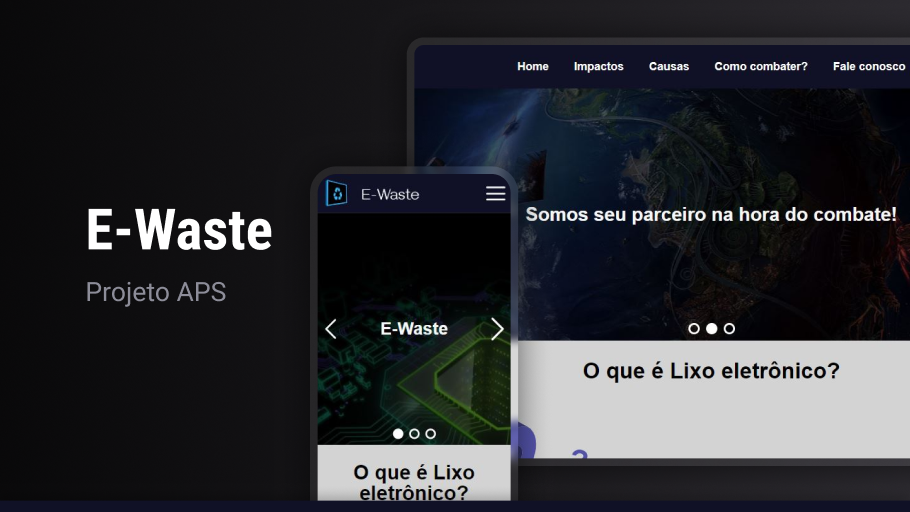 E-Waste
Projeto APS
Home Impactos Causas Como combater? Fale conosco
Somos seu parceiro na hora do combate!
O que é Lixo eletrônico?
E-Waste
E-Waste
O que é Lixo
eletrônico?